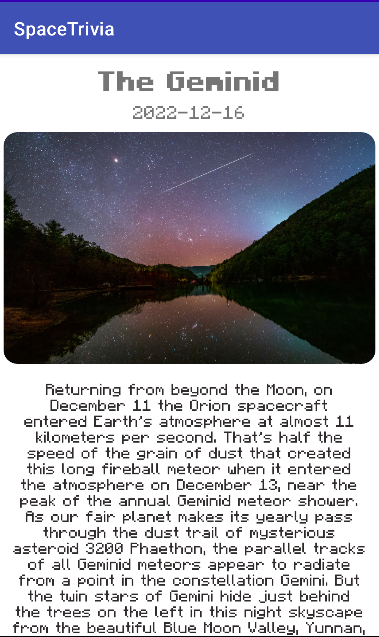 SpaceTrivia
The Geminid
2022-12-16
Returning from beyond the Moon, on
December 11 the Orion spacecraft
entered Earth's atmosphere at almost 11
kilometers per second. That's half the
speed of the grain of dust that created
this long fireball meteor when it entered
the atmosphere on December 13, near the
peak of the annual Geminid meteor shower.
As our fair planet makes its yearly pass
through the dust trail of mysterious
asteroid 3200 Phaethon, the parallel tracks
of all Geminid meteors appear to radiate
from a point in the constellation Gemini. But
the twin stars of Gemini hide just behind
the trees on the left in this night skyscape
from the beautiful Blue Moon Valley, Yunnan,